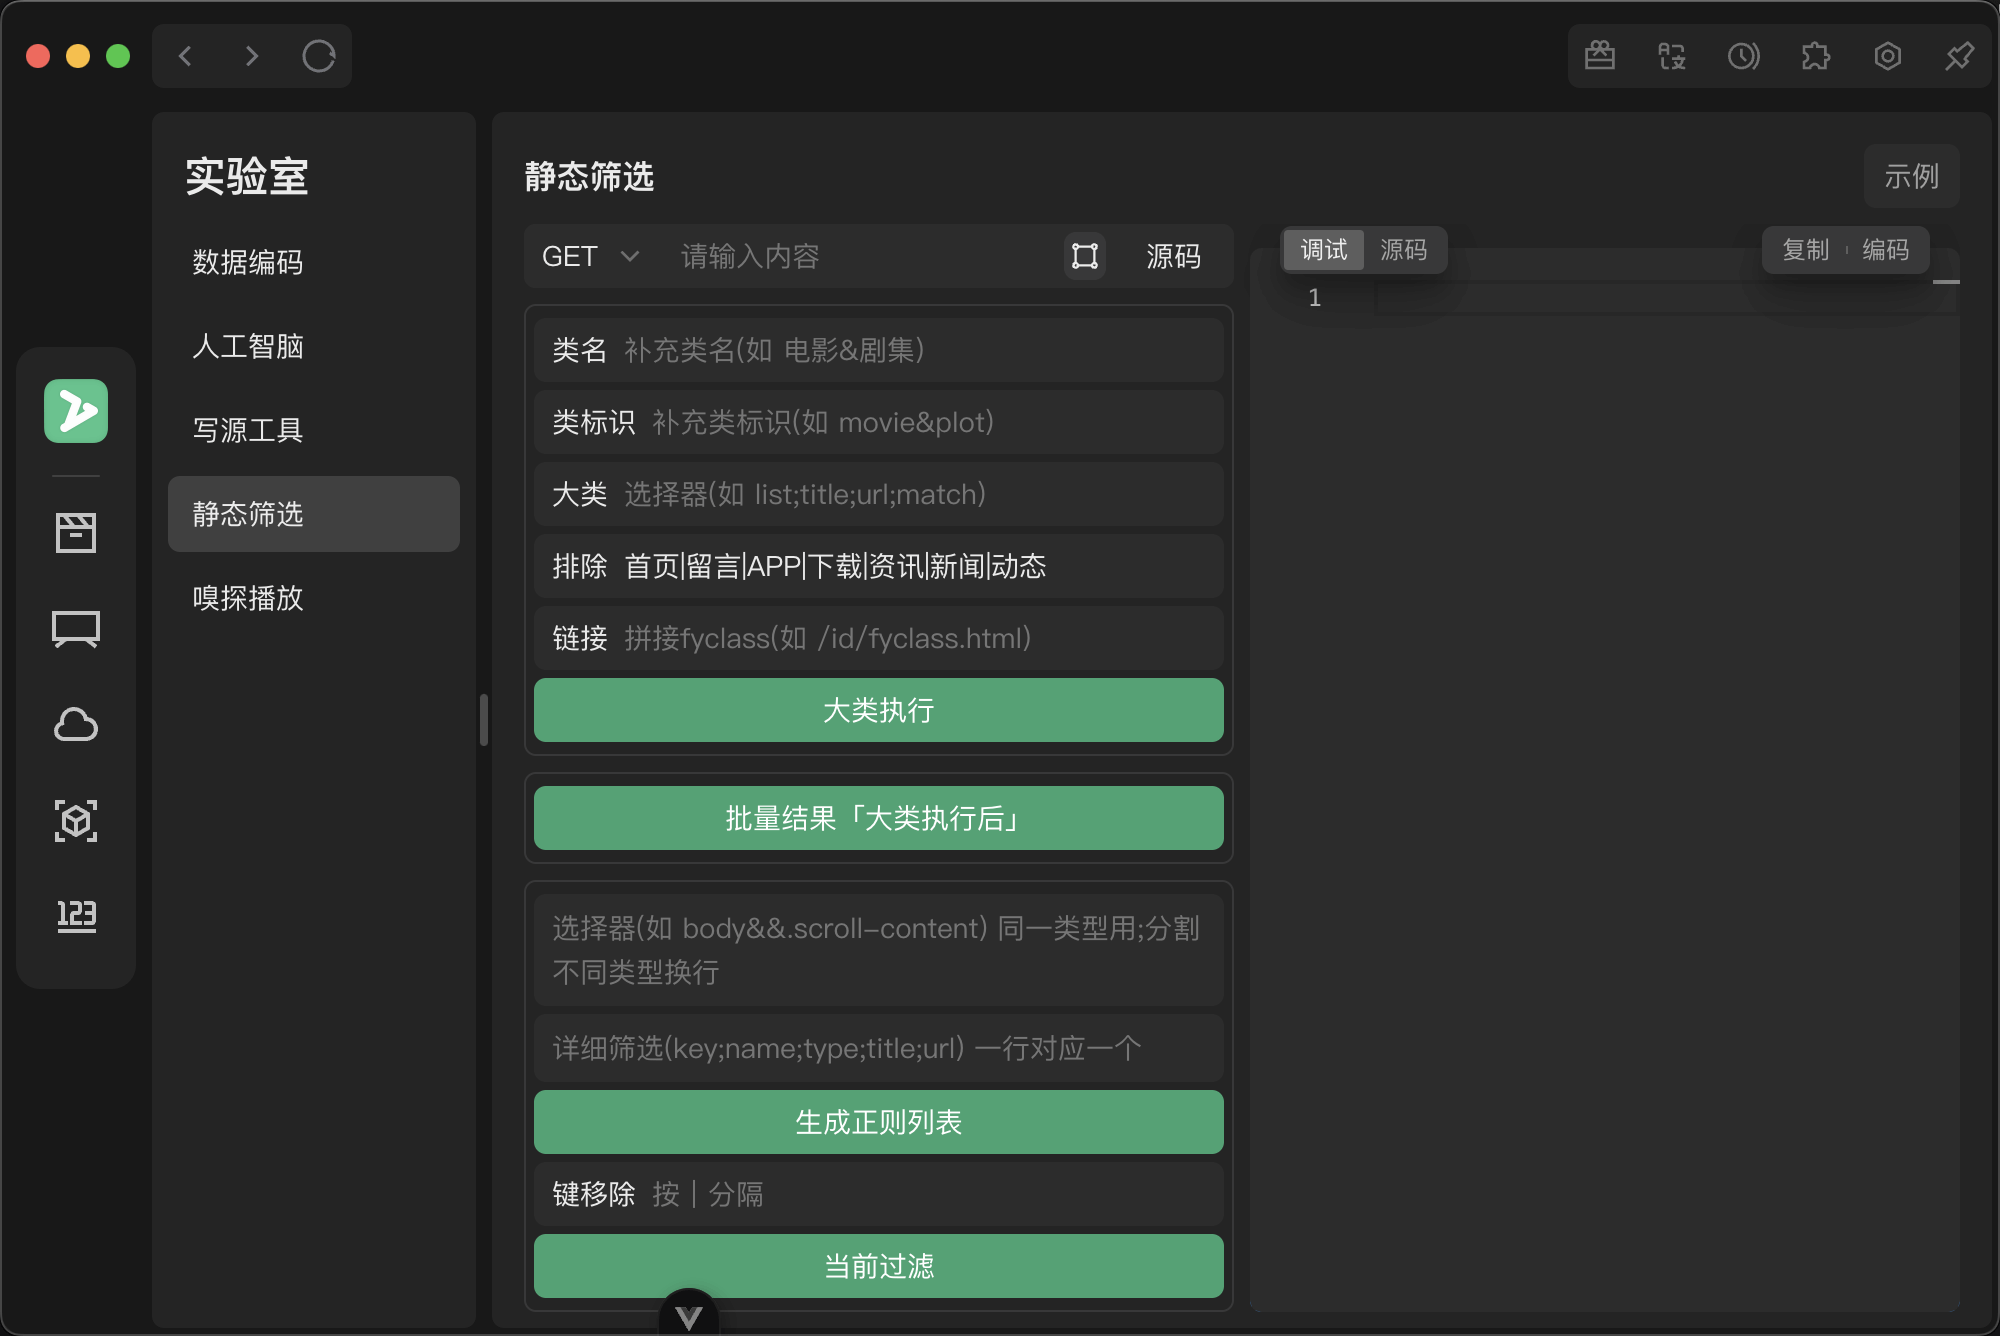 实验室
数据编码
人工智脑
写源工具
静态筛选
嗅探播放
123
静态筛选
示例
GET 请输入内容 源码
类名 补充类名(如 电影&剧集)
类标识 补充类标识(如 movie&plot)
大类 选择器(如 list;title;url;match)
排除 首页|留言|APP|下载|资讯|新闻|动态
链接 拼接fyclass(如 /id/fyclass.html)
大类执行
批量结果「大类执行后」
选择器(如 body&&.scroll-content) 同一类型用;分割
不同类型换行
详细筛选(key;name;type;title;url) 一行对应一个
生成正则列表
键移除 按 | 分隔
当前过滤
调试 源码
复制 编码
1